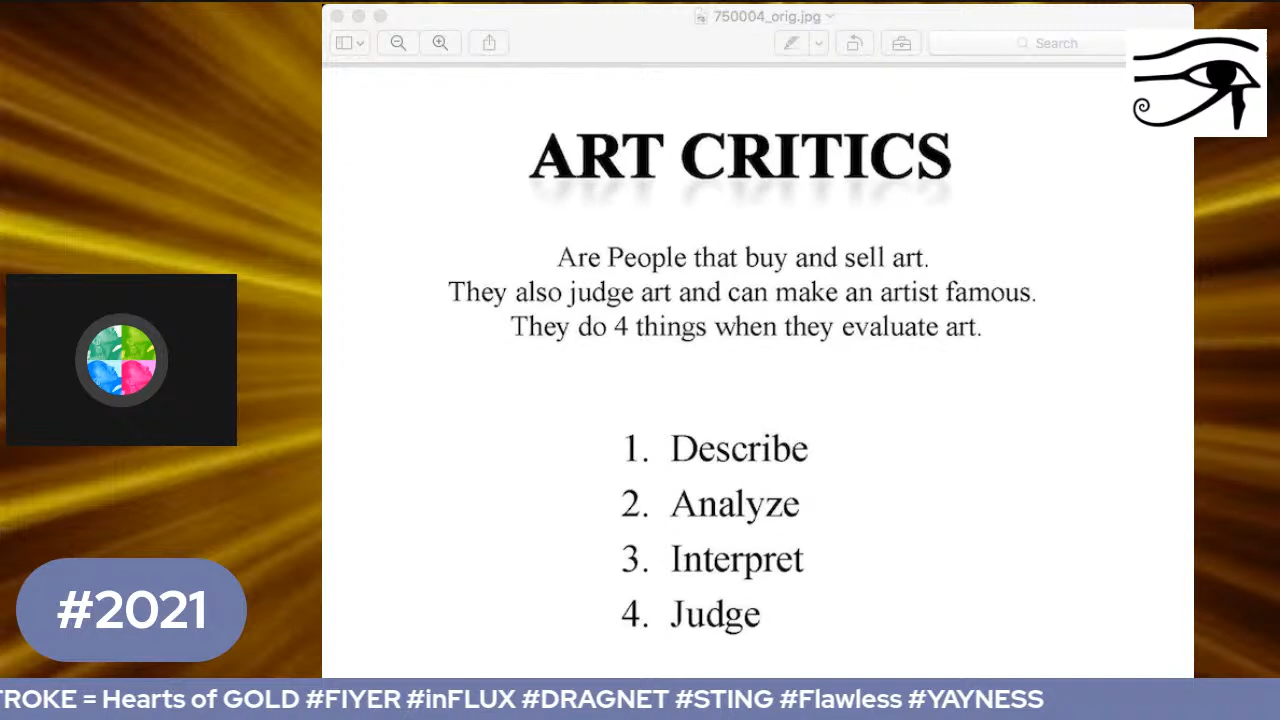 750004_orig.jpg
Search
ART CRITICS
Are People that buy and sell art.
They also judge art and can make an artist famous.
They do 4 things when they evaluate art.
1. Describe
2. Analyze
3. Interpret
4. Judge
#2021
TROKE = Hearts of GOLD #FIYER #inFLUX #DRAGNET #STING #Flawless #YAYNESS